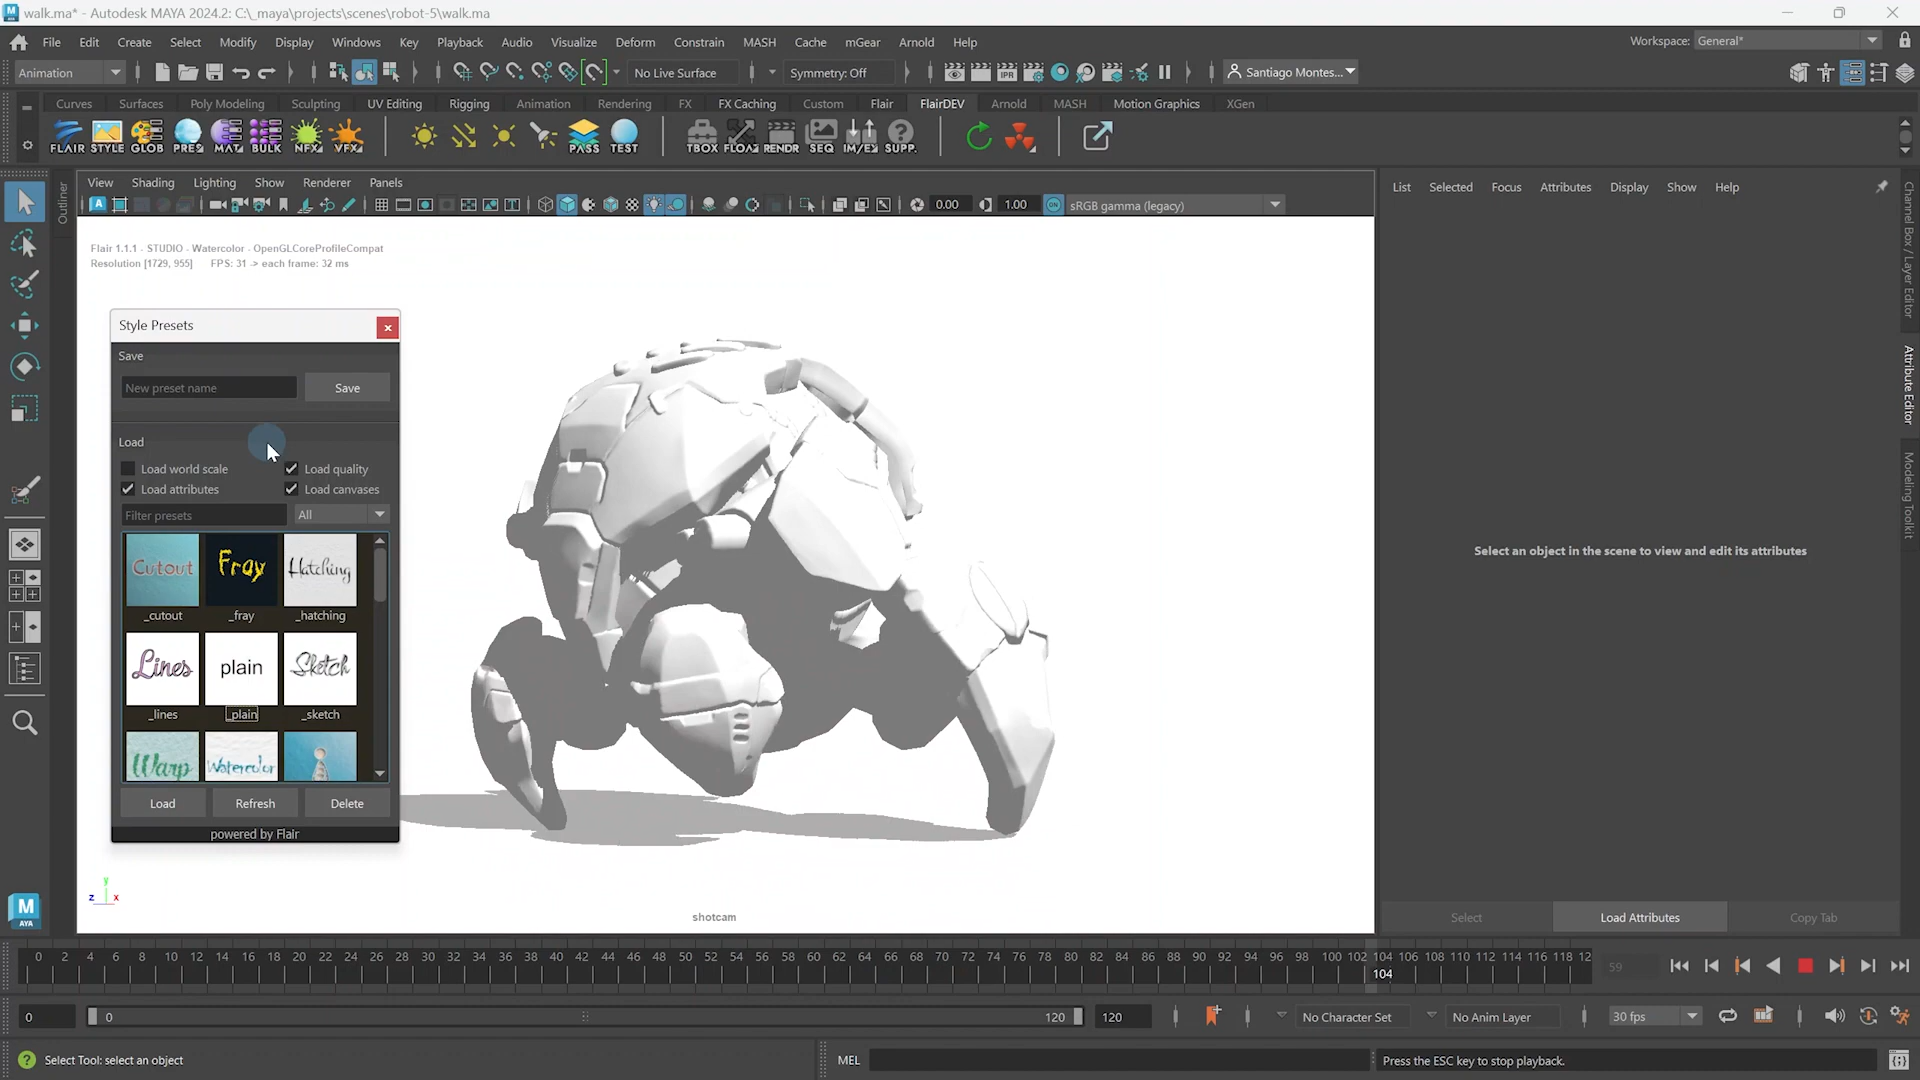 walk.ma* - Autodesk MAYA 2024.2: C:\_maya\projects\scenes\robot-5\walk.ma
File Edit Create Select Modify Display Windows Key Playback Audio Visualize Deform Constrain MASH Cache mGear Arnold Help
Workspace: General*
Animation
No Live Surface
Symmetry: Off
IPR
Santiago Montes...
Curves Surfaces Poly Modeling Sculpting UV Editing Rigging Animation Rendering FX FX Caching Custom Flair FlairDEV Arnold MASH Motion Graphics XGen
FLAIR STYLE GLOB PRES MAT BULK NFX VFX PASS TEST TBOX FLOAT RENDR SEQ IM/EX SUPP.
Outliner
View Shading Lighting Show Renderer Panels
0.00
1.00
ON
sRGB gamma (legacy)
List Selected Focus Attributes Display Show Help
Flair 1.1.1 - STUDIO - Watercolor - OpenGLCoreProfileCompat
Resolution [1729, 955] FPS: 31 -> each frame: 32 ms
Style Presets
Save
New preset name
Save
Load
Load world scale
Load quality
Load attributes
Load canvases
Filter presets
All
Cutout
Fray
Hatching
_cutout
_fray
_hatching
Lines
plain
Sketch
_lines
_plain
_sketch
Warp
Watercolor
Load
Refresh
Delete
powered by Flair
Select an object in the scene to view and edit its attributes
Channel Box / Layer Editor
Attribute Editor
Modeling Toolkit
y
z
x
shotcam
M
AYA
Select
Load Attributes
Copy Tab
0 2 4 6 8 10 12 14 16 18 20 22 24 26 28 30 32 34 36 38 40 42 44 46 48 50 52 54 56 58 60 62 64 66 68 70 72 74 76 78 80 82 84 86 88 90 92 94 96 98 100 102 104 106 108 110 112 114 116 118 12
104
59
0
0
120
120
No Character Set
No Anim Layer
30 fps
Select Tool: select an object
MEL
Press the ESC key to stop playback.